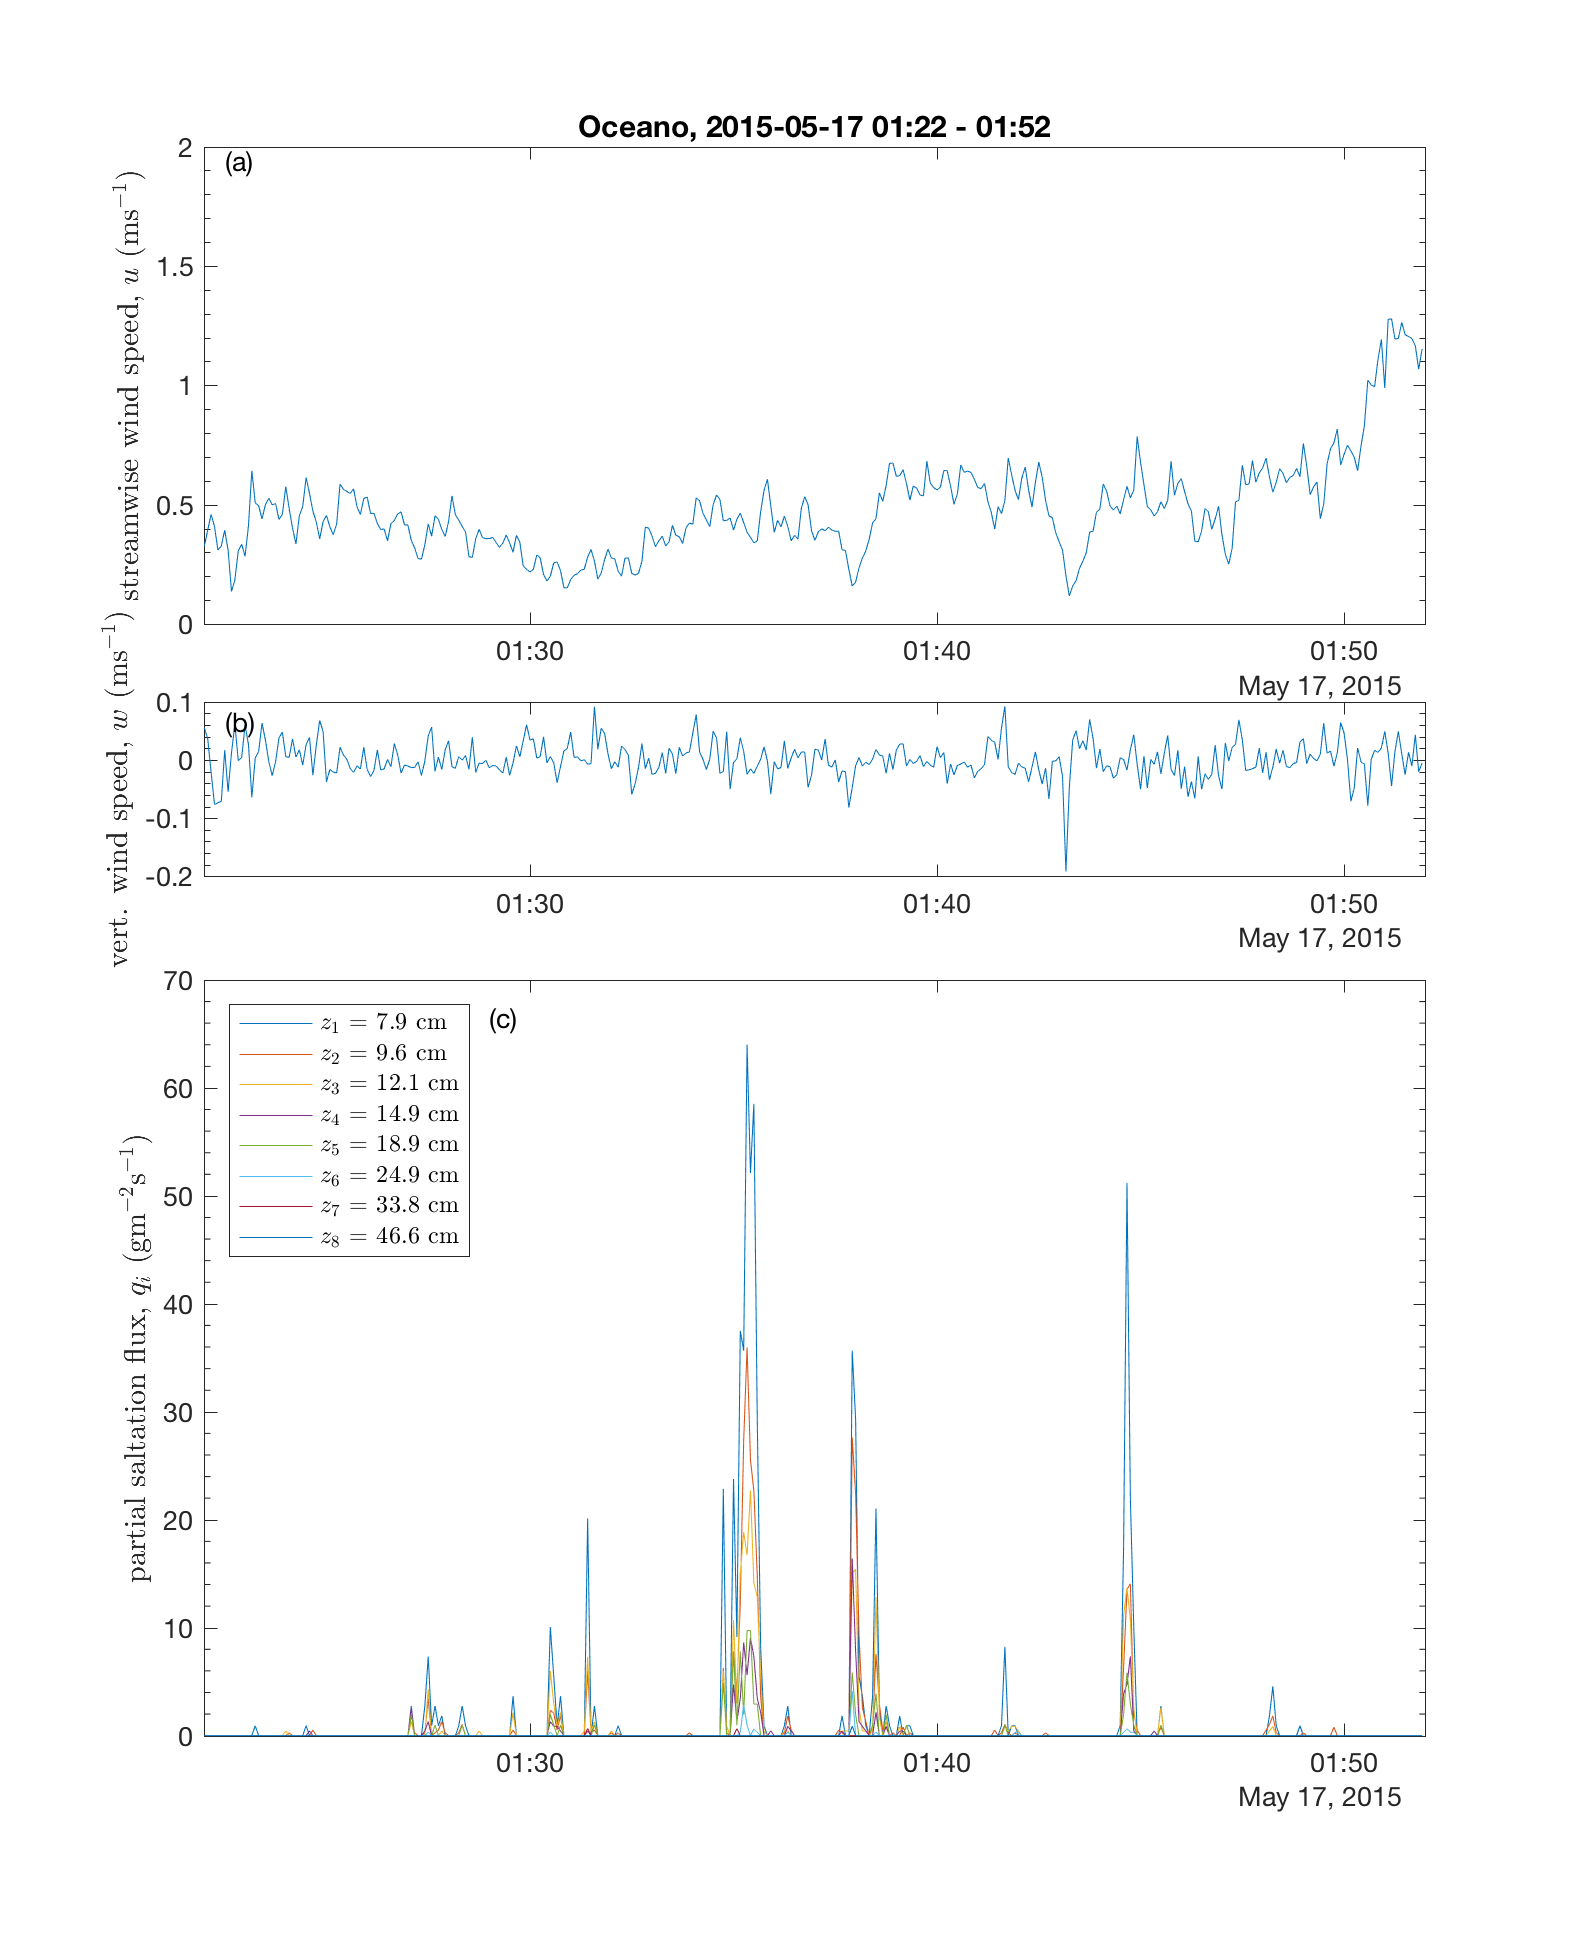 Oceano, 2015-05-17 01:22 - 01:52
(a)
streamwise wind speed, u (ms⁻¹)
2
1.5
1
0.5
0
01:30 01:40 01:50
May 17, 2015
(b)
vert. wind speed, w (ms⁻¹)
0.1
0
-0.1
-0.2
01:30 01:40 01:50
May 17, 2015
(c)
partial saltation flux, qᵢ (gm⁻²s⁻¹)
70
60
50
40
30
20
10
0
z₁ = 7.9 cm
z₂ = 9.6 cm
z₃ = 12.1 cm
z₄ = 14.9 cm
z₅ = 18.9 cm
z₆ = 24.9 cm
z₇ = 33.8 cm
z₈ = 46.6 cm
01:30 01:40 01:50
May 17, 2015